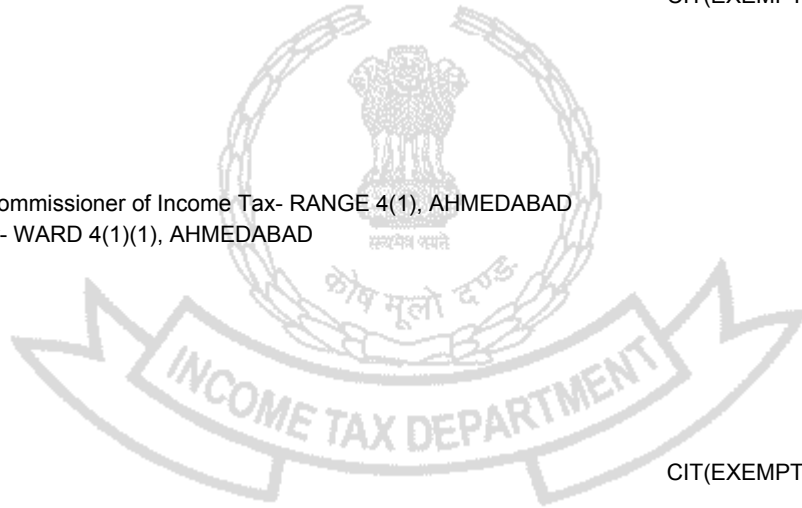 CIT(EXEMPT
ommissioner of Income Tax- RANGE 4(1), AHMEDABAD
- WARD 4(1)(1), AHMEDABAD
सत्यमेव जयते
कोष मूलो दण्डः
INCOME TAX DEPARTMENT
CIT(EXEMPT